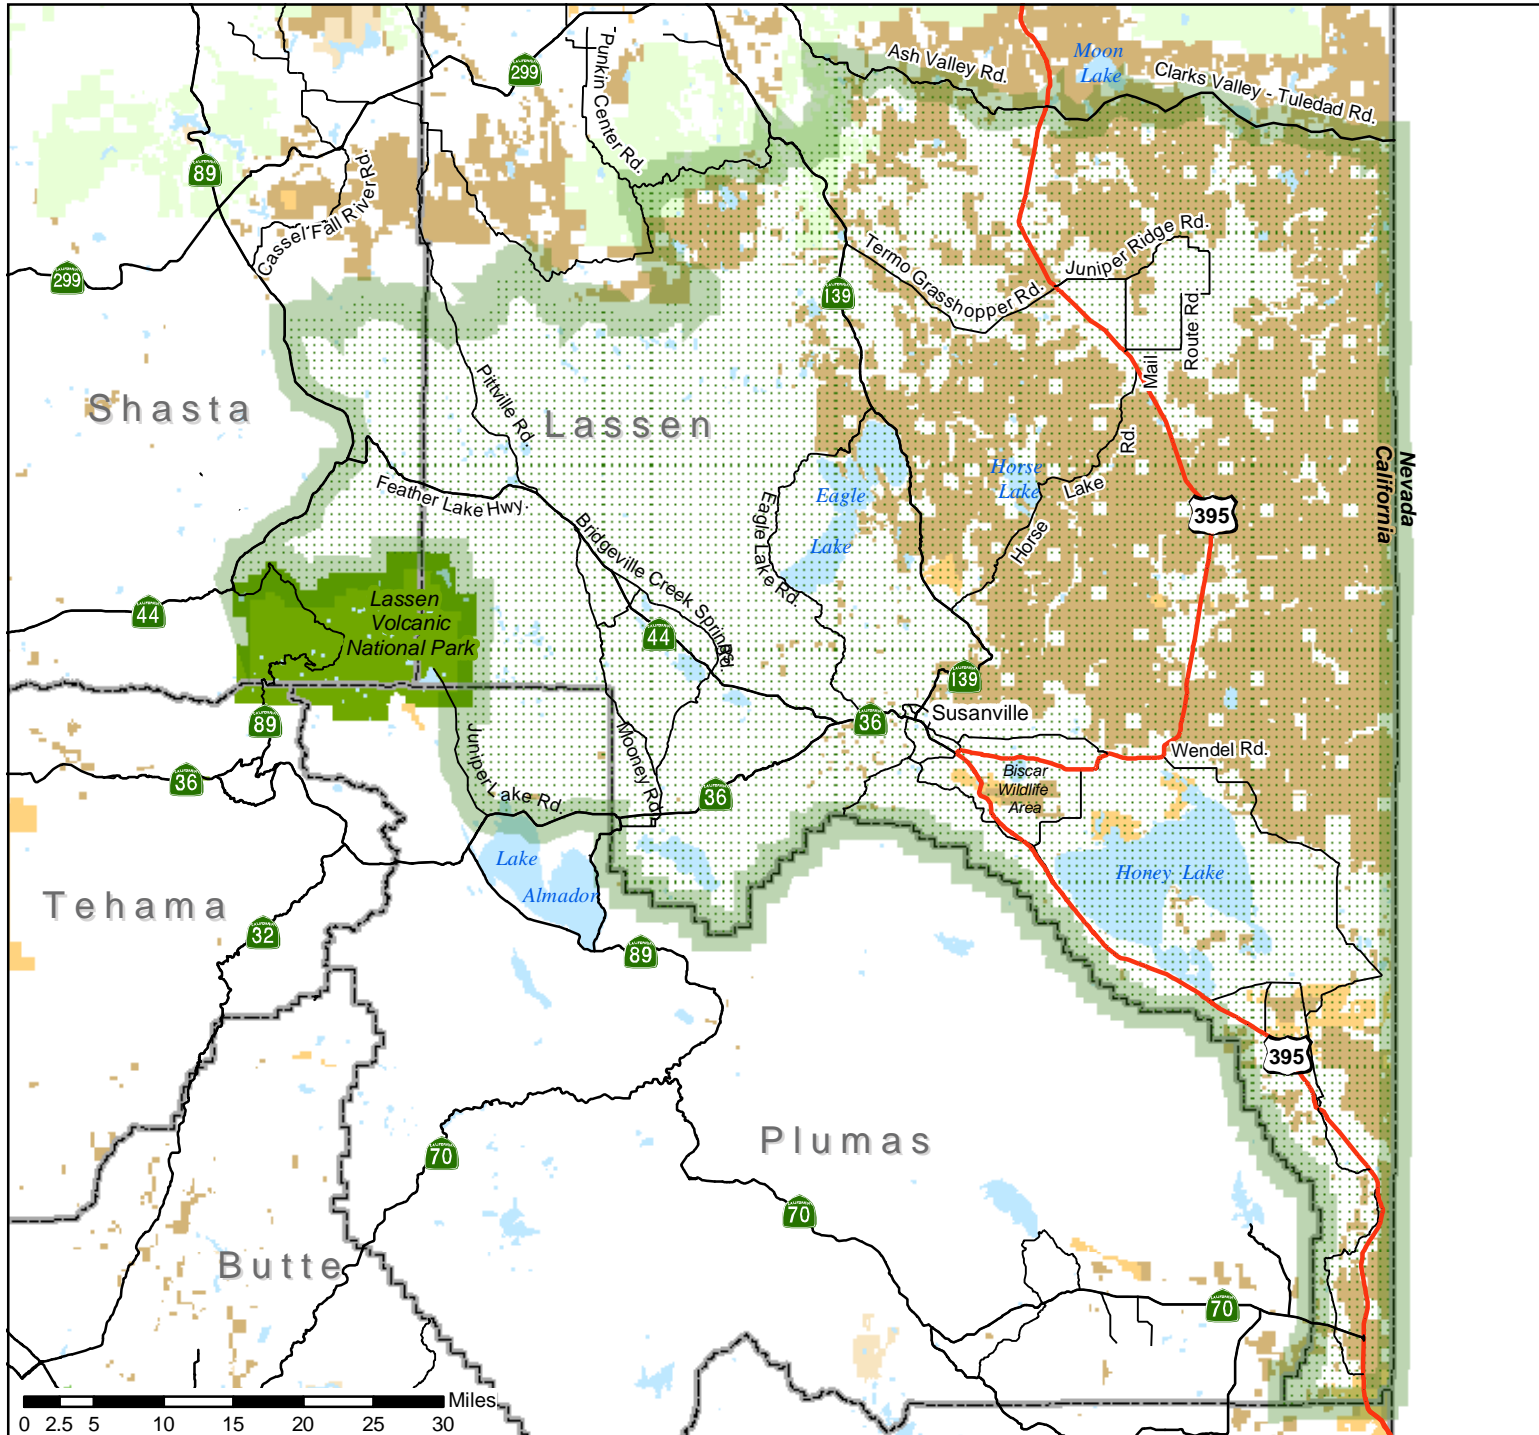 Moon
Lake
Ash Valley Rd.
Clarks Valley - Tuledad Rd.
299
Punkin Center Rd.
89
Cassel Fall River Rd.
299
139
Termo Grasshopper Rd.
Juniper Ridge Rd.
Route Rd
Mail
Rd.
Shasta
Lassen
Pittville Rd
Feather Lake Hwy.
Eagle
Lake
Eagle Lake Rd.
Horse
Lake
Horse
Lake
Nevada
California
395
Bridgeville Creek Springs
Rd.
Lassen
Volcanic
National Park
44
44
139
36
Susanville
89
36
Wendel Rd.
Mooney Rd.
Juniper Lake Rd
36
Biscar
Wildlife
Area
Lake
Almador
Honey Lake
Tehama
32
89
395
Plumas
70
70
Butte
70
Miles
0 2.5 5 10 15 20 25 30